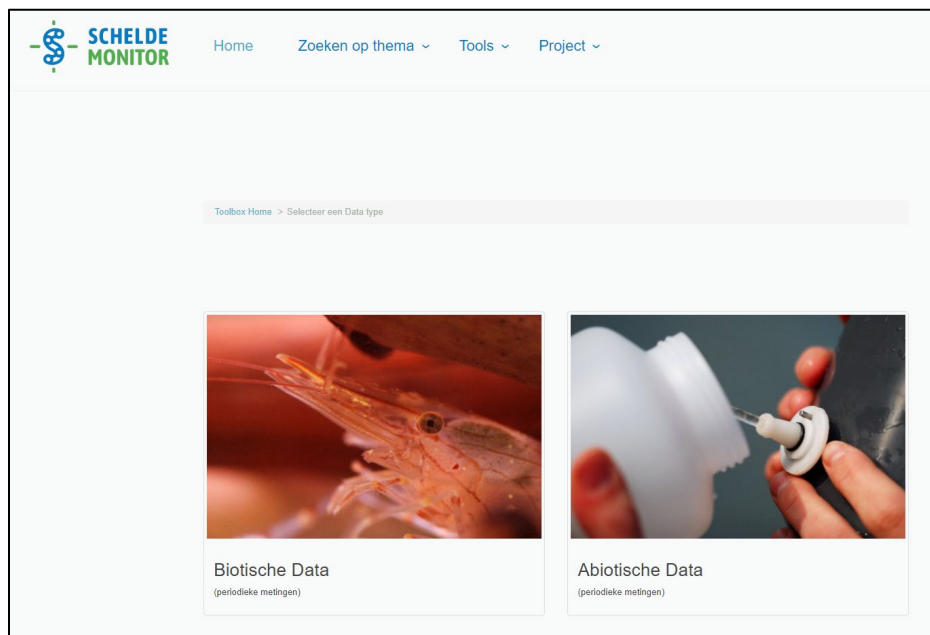 SCHELDE
MONITOR
Home Zoeken op thema Tools Project
Toolbox Home > Selecteer een Data type
Biotische Data
(periodieke metingen)
Abiotische Data
(periodieke metingen)